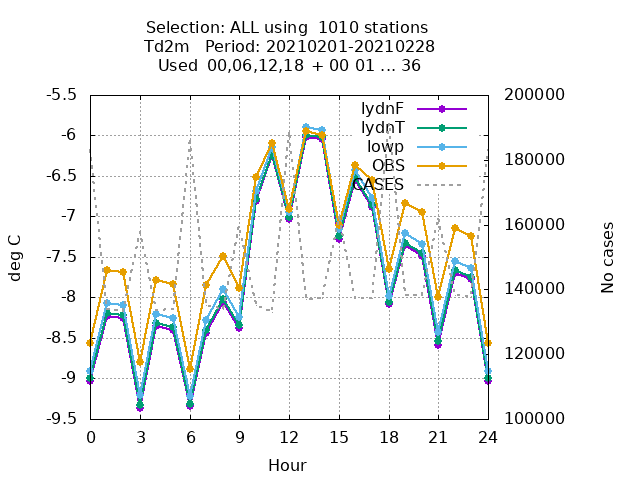 Selection: ALL using  1010 stations
Td2m   Period: 20210201-20210228
Used  00,06,12,18  + 00 01 ... 36
-5.5
-6
-6.5
-7
-7.5
-8
-8.5
-9
-9.5
deg C
lydnF
lydnT
lowp
OBS
CASES
200000
180000
160000
140000
120000
100000
No cases
0 3 6 9 12 15 18 21 24
Hour